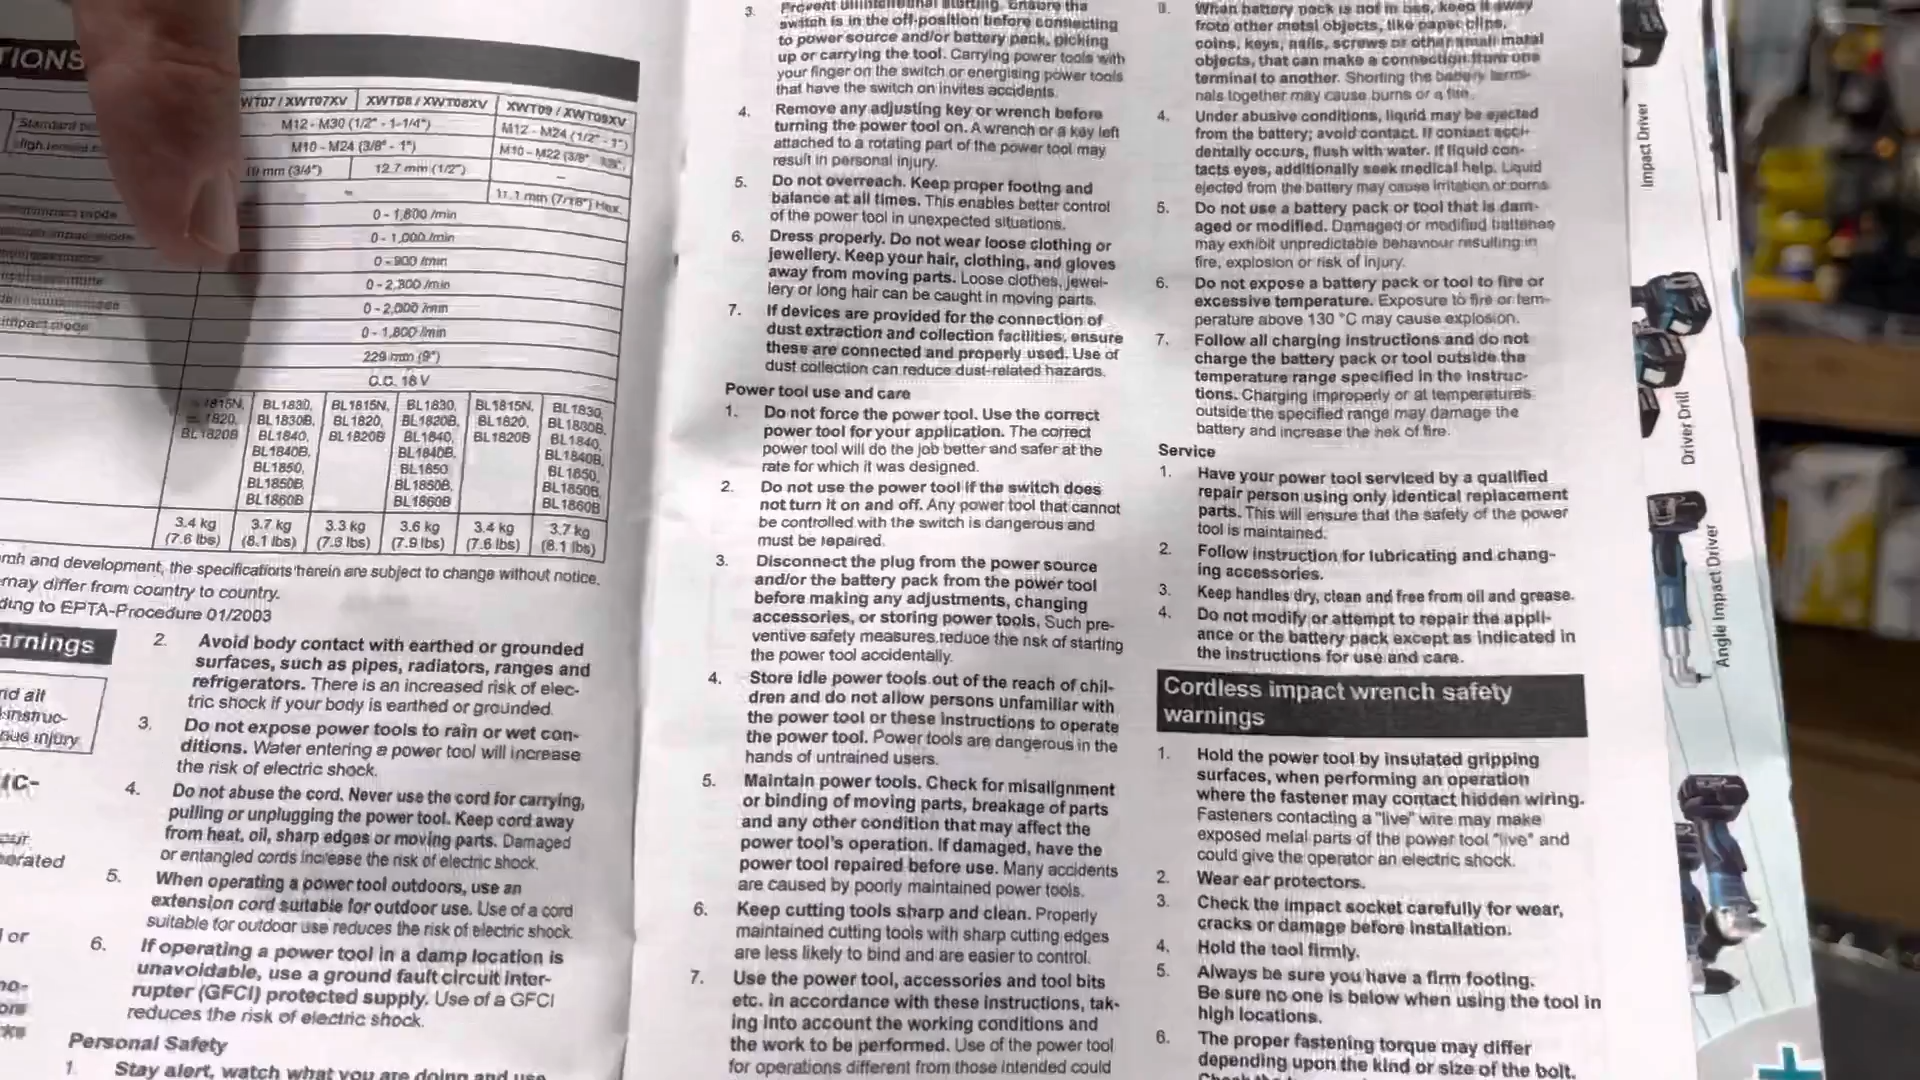 TIONS
WT07 / XWT07XV
XWT08 / XWT08XV
XWT09 / XWT09XV
M12 - M30 (1/2" - 1-1/4")
M12 - M24 (1/2" - 1")
M10 - M24 (3/8" - 1")
M10 - M22 (3/8"
19 mm (3/4")
12.7 mm (1/2")
–
11.1 mm (7/16") Hex.
0 - 1,800 /min
0 - 1,000 /min
0 - 900 /min
0 - 2,300 /min
0 - 2,000 /min
impact mode
0 - 1,800 /min
229 mm (9")
D.C. 18 V
1815N,
1820,
BL1820B
BL1830,
BL1830B,
BL1840,
BL1840B,
BL1850,
BL1850B,
BL1860B
BL1815N,
BL1820,
BL1820B
BL1830,
BL1820B,
BL1840,
BL1840B,
BL1850
BL1850B,
BL1860B
BL1815N,
BL1820,
BL1820B
BL1830,
BL1830B,
BL1840,
BL1840B,
BL1850,
BL1850B,
BL1860B
3.4 kg
(7.6 lbs)
3.7 kg
(8.1 lbs)
3.3 kg
(7.3 lbs)
3.6 kg
(7.9 lbs)
3.4 kg
(7.6 lbs)
3.7 kg
(8.1 lbs)
and development, the specifications herein are subject to change without notice.
may differ from country to country.
ding to EPTA-Procedure 01/2003
arnings
nd all
instruc-
ous injury
2. Avoid body contact with earthed or grounded
surfaces, such as pipes, radiators, ranges and
refrigerators. There is an increased risk of elec-
tric shock if your body is earthed or grounded.
3. Do not expose power tools to rain or wet con-
ditions. Water entering a power tool will increase
the risk of electric shock.
4. Do not abuse the cord. Never use the cord for carrying,
pulling or unplugging the power tool. Keep cord away
from heat, oil, sharp edges or moving parts. Damaged
or entangled cords increase the risk of electric shock.
5. When operating a power tool outdoors, use an
extension cord suitable for outdoor use. Use of a cord
suitable for outdoor use reduces the risk of electric shock.
6. If operating a power tool in a damp location is
unavoidable, use a ground fault circuit inter-
rupter (GFCI) protected supply. Use of a GFCI
reduces the risk of electric shock.
Personal Safety
1. Stay alert, watch what you are doing and use
3. Prevent unintentional starting. Ensure the
switch is in the off-position before connecting
to power source and/or battery pack, picking
up or carrying the tool. Carrying power tools with
your finger on the switch or energising power tools
that have the switch on invites accidents.
4. Remove any adjusting key or wrench before
turning the power tool on. A wrench or a key left
attached to a rotating part of the power tool may
result in personal injury.
5. Do not overreach. Keep proper footing and
balance at all times. This enables better control
of the power tool in unexpected situations.
6. Dress properly. Do not wear loose clothing or
jewellery. Keep your hair, clothing, and gloves
away from moving parts. Loose clothes, jewel-
lery or long hair can be caught in moving parts.
7. If devices are provided for the connection of
dust extraction and collection facilities, ensure
these are connected and properly used. Use of
dust collection can reduce dust-related hazards.
Power tool use and care
1. Do not force the power tool. Use the correct
power tool for your application. The correct
power tool will do the job better and safer at the
rate for which it was designed.
2. Do not use the power tool if the switch does
not turn it on and off. Any power tool that cannot
be controlled with the switch is dangerous and
must be repaired.
3. Disconnect the plug from the power source
and/or the battery pack from the power tool
before making any adjustments, changing
accessories, or storing power tools. Such pre-
ventive safety measures reduce the risk of starting
the power tool accidentally.
4. Store idle power tools out of the reach of chil-
dren and do not allow persons unfamiliar with
the power tool or these instructions to operate
the power tool. Power tools are dangerous in the
hands of untrained users.
5. Maintain power tools. Check for misalignment
or binding of moving parts, breakage of parts
and any other condition that may affect the
power tool's operation. If damaged, have the
power tool repaired before use. Many accidents
are caused by poorly maintained power tools.
6. Keep cutting tools sharp and clean. Properly
maintained cutting tools with sharp cutting edges
are less likely to bind and are easier to control.
7. Use the power tool, accessories and tool bits
etc. in accordance with these instructions, tak-
ing into account the working conditions and
the work to be performed. Use of the power tool
for operations different from those intended could
When battery pack is not in use, keep it away
from other metal objects, like paper clips,
coins, keys, nails, screws or other small metal
objects, that can make a connection from one
terminal to another. Shorting the battery termi-
nals together may cause burns or a fire.
4. Under abusive conditions, liquid may be ejected
from the battery; avoid contact. If contact acci-
dentally occurs, flush with water. If liquid con-
tacts eyes, additionally seek medical help. Liquid
ejected from the battery may cause irritation or burns.
5. Do not use a battery pack or tool that is dam-
aged or modified. Damaged or modified batteries
may exhibit unpredictable behaviour resulting in
fire, explosion or risk of injury.
6. Do not expose a battery pack or tool to fire or
excessive temperature. Exposure to fire or tem-
perature above 130 °C may cause explosion.
7. Follow all charging instructions and do not
charge the battery pack or tool outside the
temperature range specified in the instruc-
tions. Charging improperly or at temperatures
outside the specified range may damage the
battery and increase the risk of fire.
Service
1. Have your power tool serviced by a qualified
repair person using only identical replacement
parts. This will ensure that the safety of the power
tool is maintained.
2. Follow instruction for lubricating and chang-
ing accessories.
3. Keep handles dry, clean and free from oil and grease.
4. Do not modify or attempt to repair the appli-
ance or the battery pack except as indicated in
the instructions for use and care.
Cordless impact wrench safety
warnings
1. Hold the power tool by insulated gripping
surfaces, when performing an operation
where the fastener may contact hidden wiring.
Fasteners contacting a "live" wire may make
exposed metal parts of the power tool "live" and
could give the operator an electric shock.
2. Wear ear protectors.
3. Check the impact socket carefully for wear,
cracks or damage before installation.
4. Hold the tool firmly.
5. Always be sure you have a firm footing.
Be sure no one is below when using the tool in
high locations.
6. The proper fastening torque may differ
depending upon the kind or size of the bolt.
Impact Driver
Driver Drill
Angle Impact Driver